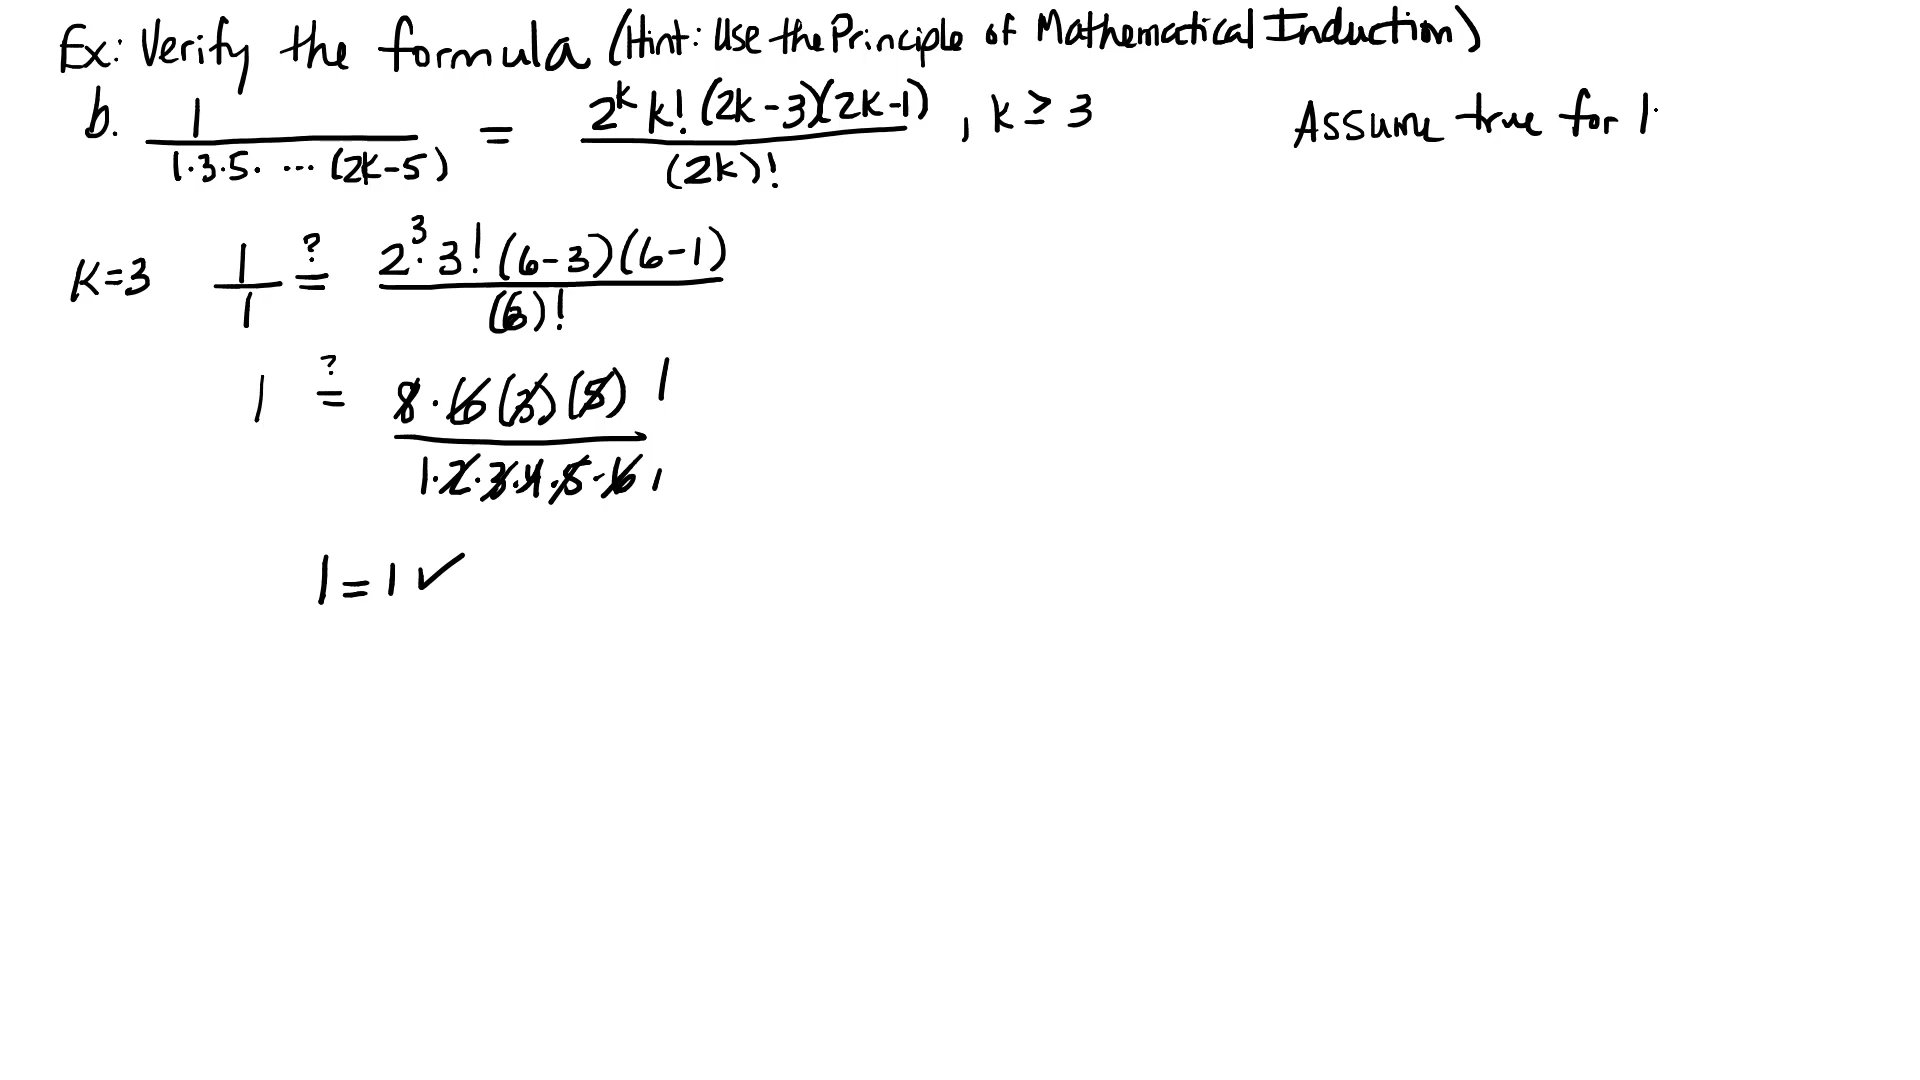 Ex: Verify the formula (Hint: Use the Principle of Mathematical Induction)
b. 1 / (1·3·5· ··· (2k-5)) = 2^k k! (2k-3)(2k-1) / (2k)! , k ≥ 3
Assume true for
k=3 1/1 ?= 2^3 · 3! (6-3)(6-1) / (6)!
1 ?= 8·6(3)(5) 1 / 1·2·3·4·5·6 1
1 = 1 ✓